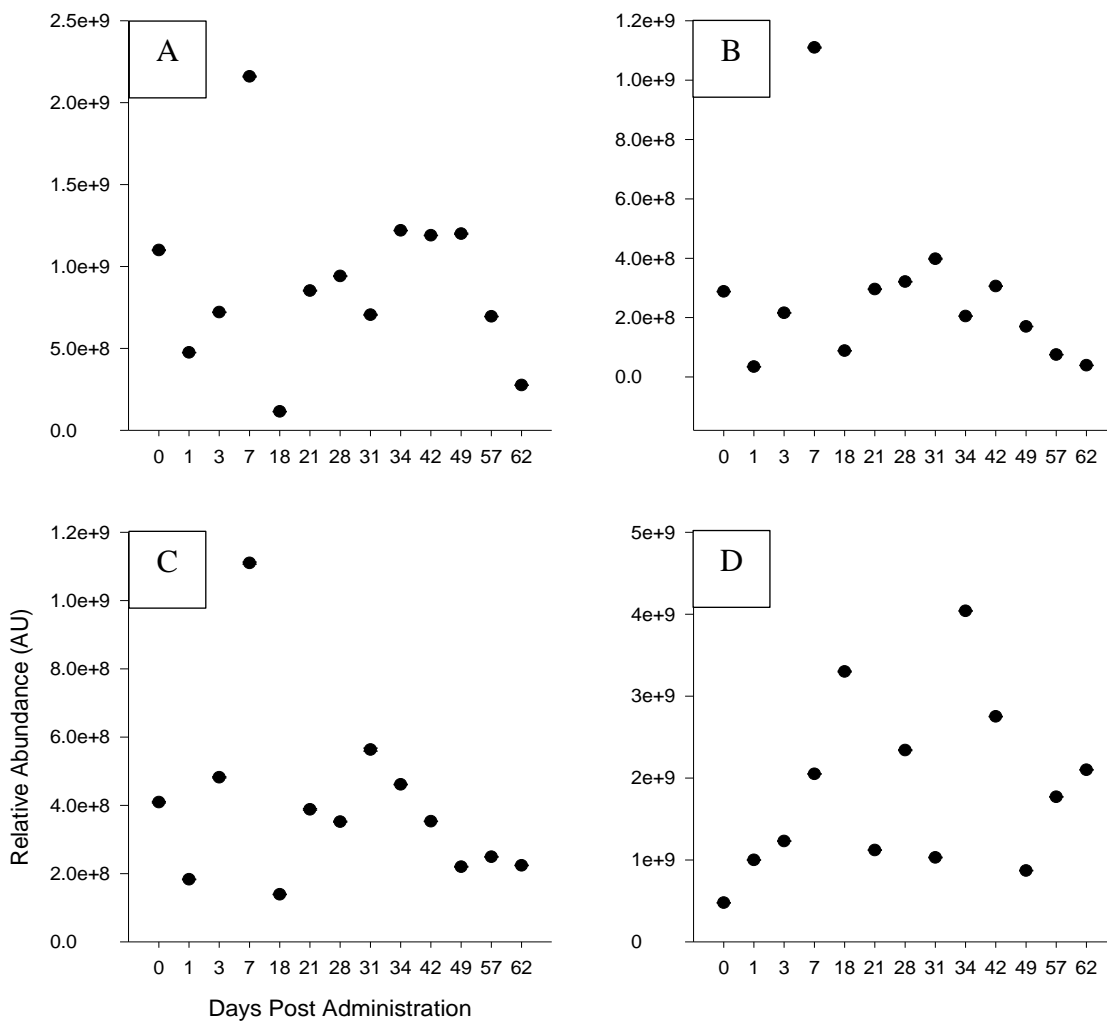 A
2.5e+9
2.0e+9
1.5e+9
1.0e+9
5.0e+8
0.0
0 1 3 7 18 21 28 31 34 42 49 57 62
B
1.2e+9
1.0e+9
8.0e+8
6.0e+8
4.0e+8
2.0e+8
0.0
0 1 3 7 18 21 28 31 34 42 49 57 62
C
1.2e+9
1.0e+9
8.0e+8
6.0e+8
4.0e+8
2.0e+8
0.0
0 1 3 7 18 21 28 31 34 42 49 57 62
Relative Abundance (AU)
Days Post Administration
D
5e+9
4e+9
3e+9
2e+9
1e+9
0
0 1 3 7 18 21 28 31 34 42 49 57 62